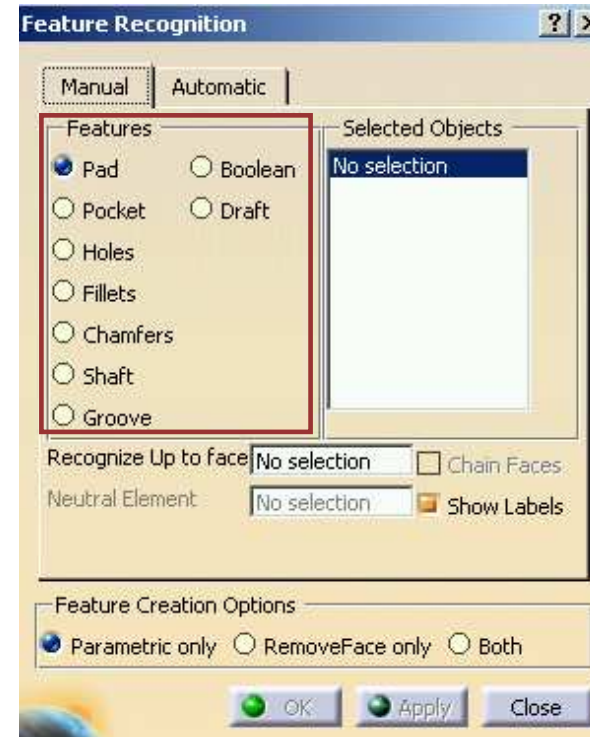 Feature Recognition ? X
Manual Automatic
Features
Pad Boolean
Pocket Draft
Holes
Fillets
Chamfers
Shaft
Groove
Selected Objects
No selection
Recognize Up to face No selection Chain Faces
Neutral Element No selection Show Labels
Feature Creation Options
Parametric only RemoveFace only Both
OK Apply Close